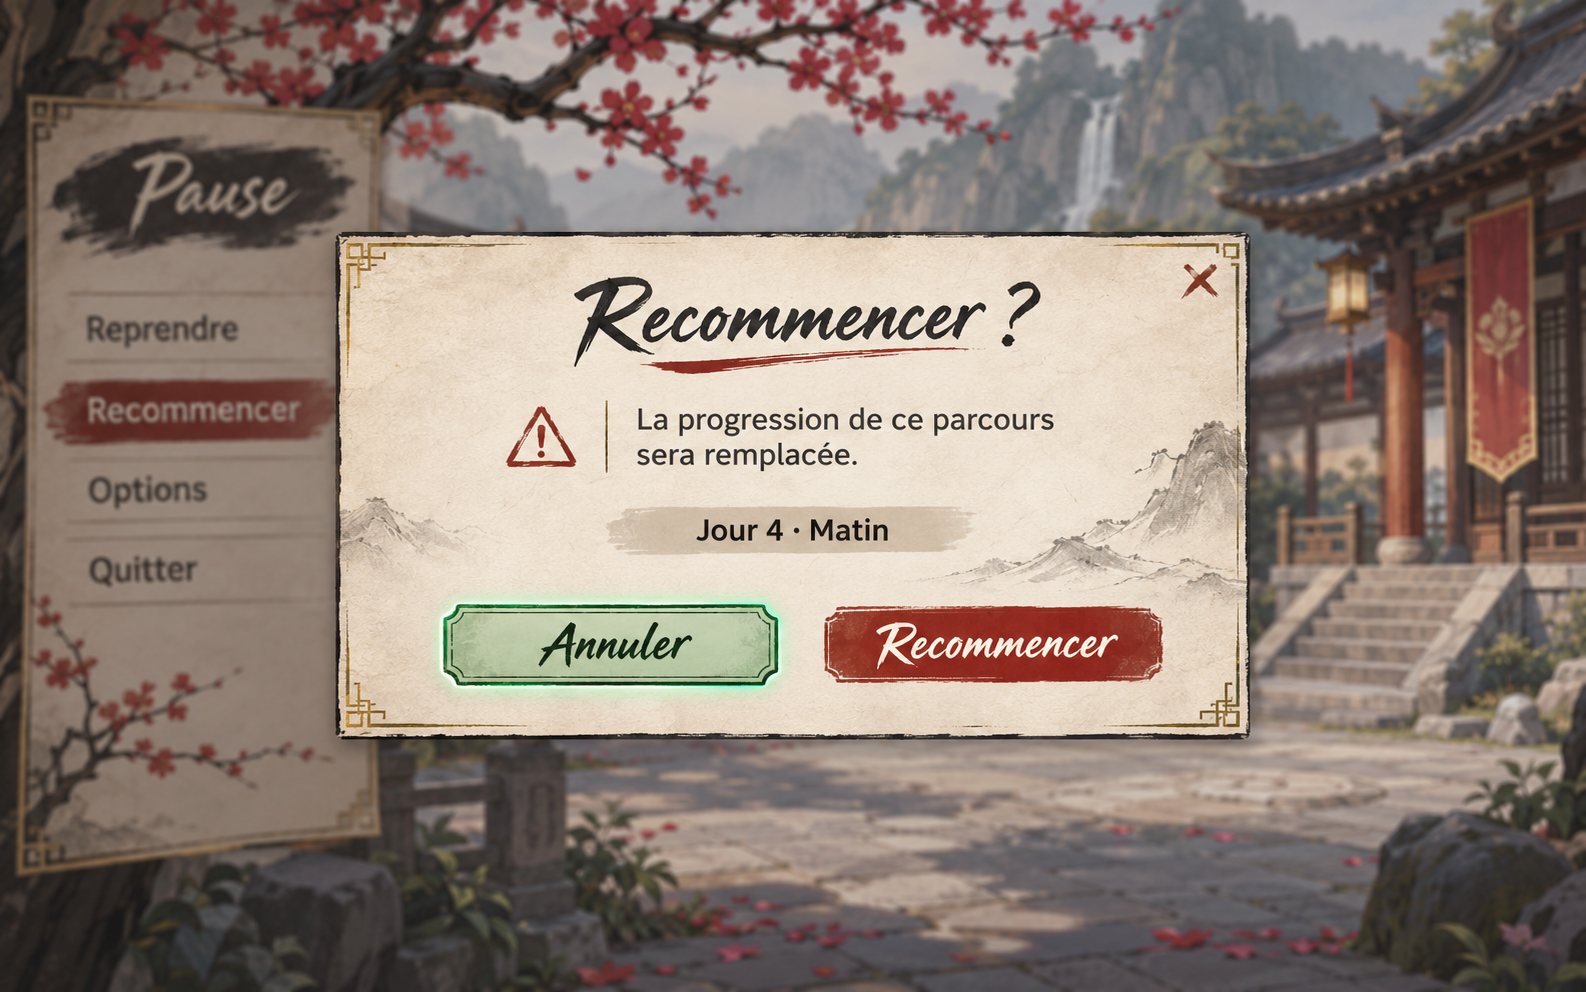 Pause
Reprendre
Recommencer
Options
Quitter
Recommencer ?
La progression de ce parcours
sera remplacée.
Jour 4 · Matin
Annuler
Recommencer